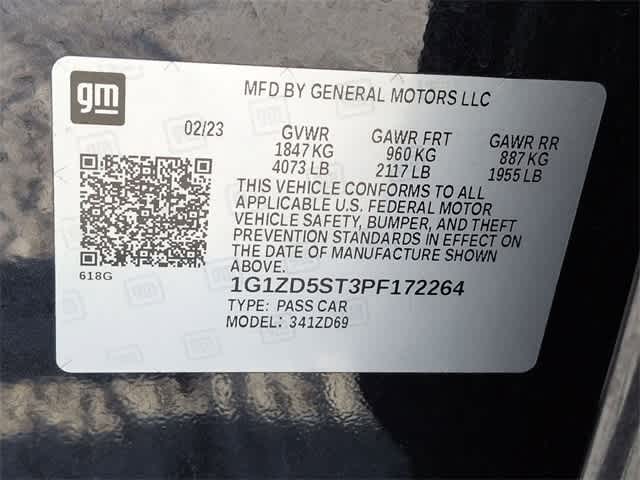 gm
MFD BY GENERAL MOTORS LLC
02/23 GVWR GAWR FRT GAWR RR
1847 KG 960 KG 887 KG
4073 LB 2117 LB 1955 LB
THIS VEHICLE CONFORMS TO ALL
APPLICABLE U.S. FEDERAL MOTOR
VEHICLE SAFETY, BUMPER, AND THEFT
PREVENTION STANDARDS IN EFFECT ON
THE DATE OF MANUFACTURE SHOWN
ABOVE.
618G
1G1ZD5ST3PF172264
TYPE: PASS CAR
MODEL: 341ZD69